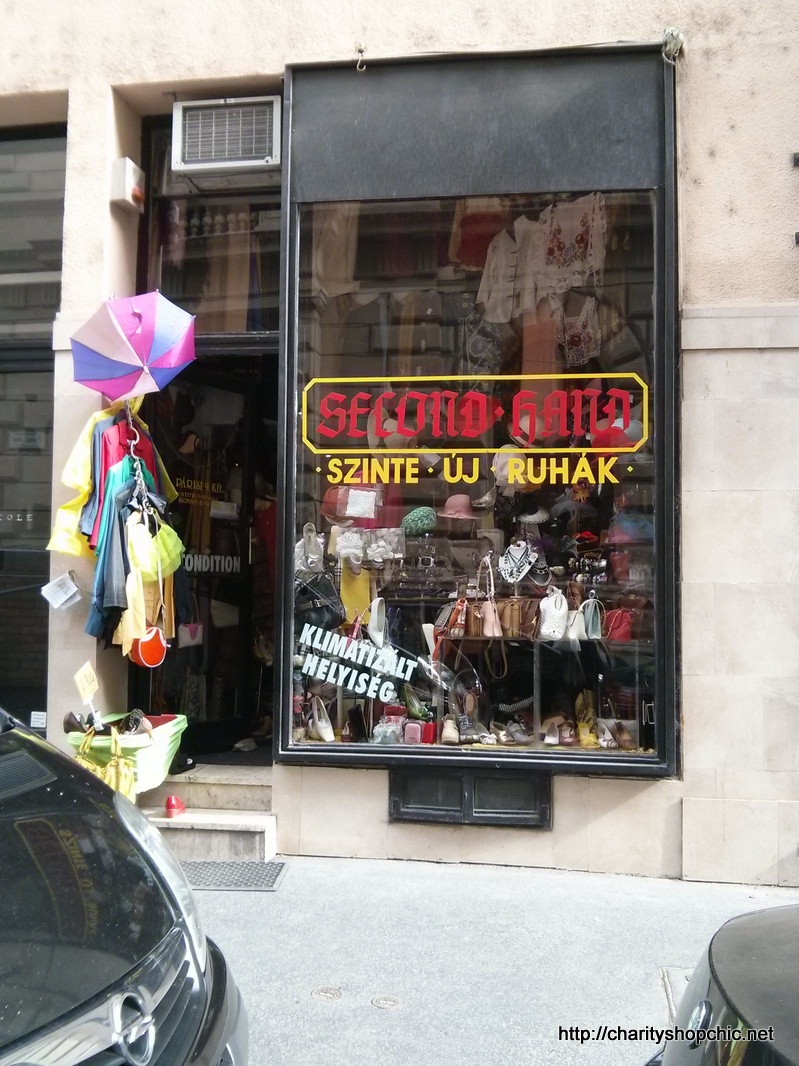 SECOND·HAND
·SZINTE·ÚJ RUHÁK·
KLIMATIZÁLT
HELYISÉG
CONDITION
http://charityshopchic.net